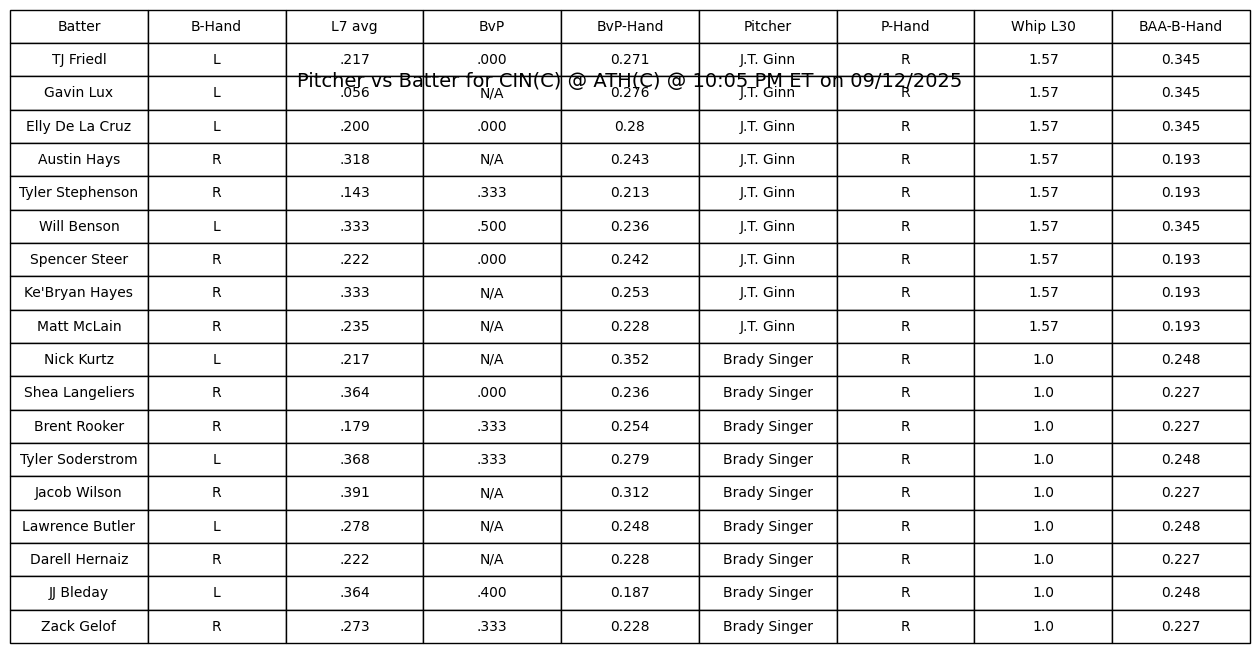 Batter B-Hand L7 avg BvP BvP-Hand Pitcher P-Hand Whip L30 BAA-B-Hand
TJ Friedl L .217 .000 0.271 J.T. Ginn R 1.57 0.345
Pitcher vs Batter for CIN(C) @ ATH(C) @ 10:05 PM ET on 09/12/2025
Gavin Lux L .056 N/A 0.276 J.T. Ginn R 1.57 0.345
Elly De La Cruz L .200 .000 0.28 J.T. Ginn R 1.57 0.345
Austin Hays R .318 N/A 0.243 J.T. Ginn R 1.57 0.193
Tyler Stephenson R .143 .333 0.213 J.T. Ginn R 1.57 0.193
Will Benson L .333 .500 0.236 J.T. Ginn R 1.57 0.345
Spencer Steer R .222 .000 0.242 J.T. Ginn R 1.57 0.193
Ke'Bryan Hayes R .333 N/A 0.253 J.T. Ginn R 1.57 0.193
Matt McLain R .235 N/A 0.228 J.T. Ginn R 1.57 0.193
Nick Kurtz L .217 N/A 0.352 Brady Singer R 1.0 0.248
Shea Langeliers R .364 .000 0.236 Brady Singer R 1.0 0.227
Brent Rooker R .179 .333 0.254 Brady Singer R 1.0 0.227
Tyler Soderstrom L .368 .333 0.279 Brady Singer R 1.0 0.248
Jacob Wilson R .391 N/A 0.312 Brady Singer R 1.0 0.227
Lawrence Butler L .278 N/A 0.248 Brady Singer R 1.0 0.248
Darell Hernaiz R .222 N/A 0.228 Brady Singer R 1.0 0.227
JJ Bleday L .364 .400 0.187 Brady Singer R 1.0 0.248
Zack Gelof R .273 .333 0.228 Brady Singer R 1.0 0.227